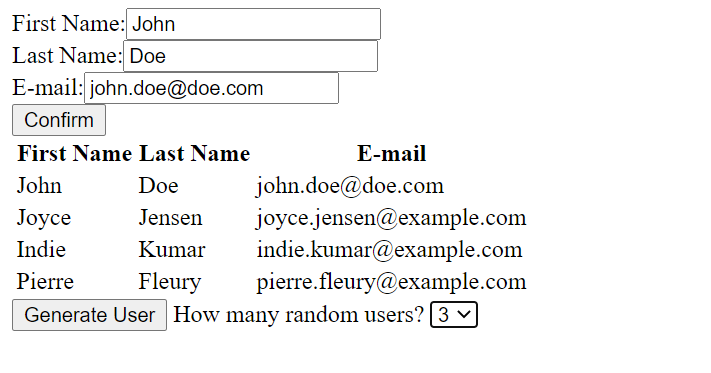 First Name: John
Last Name: Doe
E-mail: john.doe@doe.com
Confirm
First Name Last Name E-mail
John Doe john.doe@doe.com
Joyce Jensen joyce.jensen@example.com
Indie Kumar indie.kumar@example.com
Pierre Fleury pierre.fleury@example.com
Generate User How many random users? 3